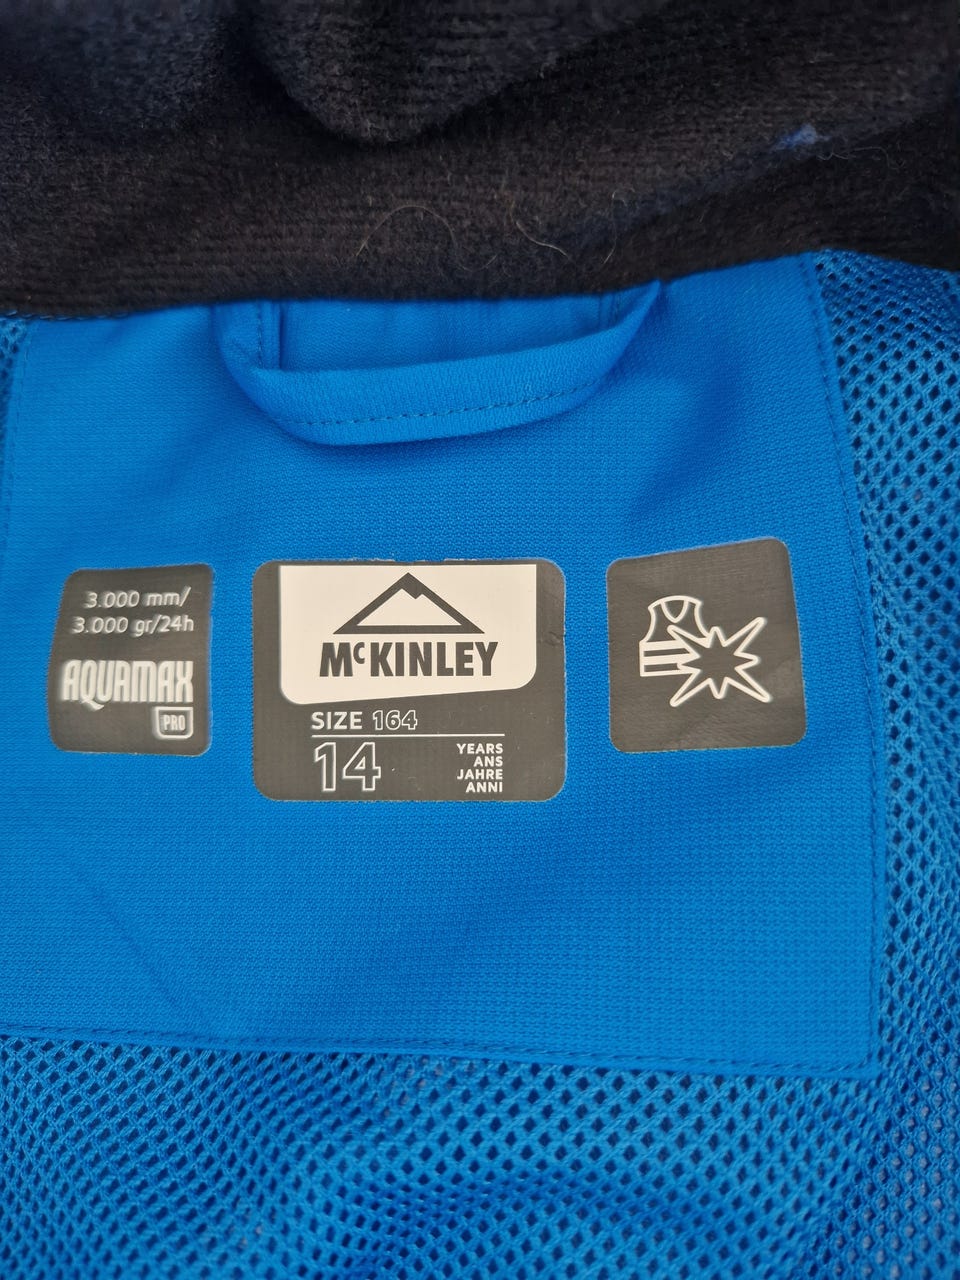 3.000 mm/
3.000 gr/24h
AQUAMAX
PRO
McKINLEY
SIZE 164
14
YEARS
ANS
JAHRE
ANNI